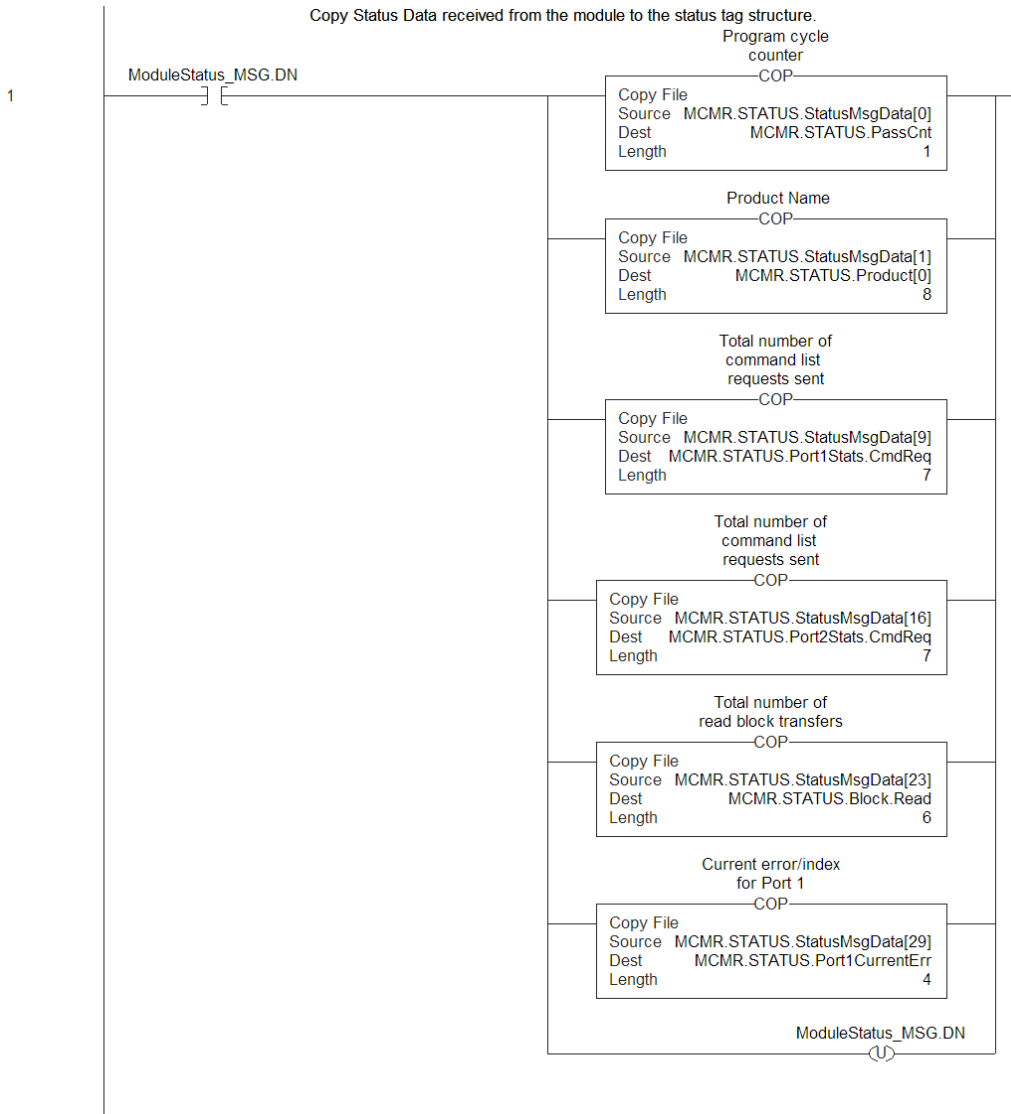 Copy Status Data received from the module to the status tag structure.
Program cycle
counter
ModuleStatus_MSG.DN
COP
1
Copy File
Source MCMR.STATUS.StatusMsgData[0]
Dest MCMR.STATUS.PassCnt
Length 1
Product Name
COP
Copy File
Source MCMR.STATUS.StatusMsgData[1]
Dest MCMR.STATUS.Product[0]
Length 8
Total number of
command list
requests sent
COP
Copy File
Source MCMR.STATUS.StatusMsgData[9]
Dest MCMR.STATUS.Port1Stats.CmdReq
Length 7
Total number of
command list
requests sent
COP
Copy File
Source MCMR.STATUS.StatusMsgData[16]
Dest MCMR.STATUS.Port2Stats.CmdReq
Length 7
Total number of
read block transfers
COP
Copy File
Source MCMR.STATUS.StatusMsgData[23]
Dest MCMR.STATUS.Block.Read
Length 6
Current error/index
for Port 1
COP
Copy File
Source MCMR.STATUS.StatusMsgData[29]
Dest MCMR.STATUS.Port1CurrentErr
Length 4
ModuleStatus_MSG.DN
U